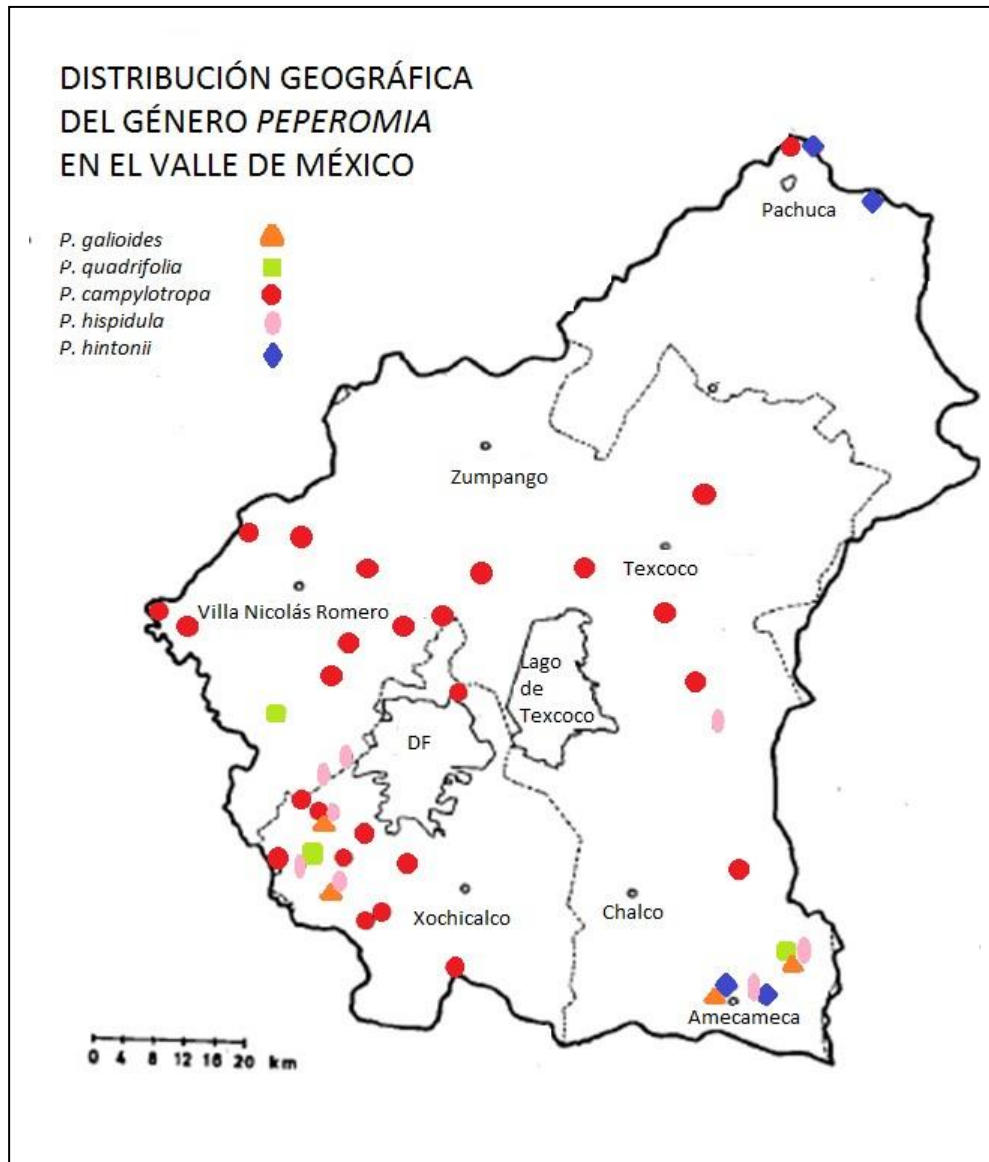 DISTRIBUCIÓN GEOGRÁFICA
DEL GÉNERO PEPEROMIA
EN EL VALLE DE MÉXICO
P. galioides
P. quadrifolia
P. campylotropa
P. hispidula
P. hintonii
Pachuca
Zumpango
Texcoco
Villa Nicolás Romero
Lago
de
Texcoco
DF
Xochicalco
Chalco
Amecameca
0 4 8 12 16 20 km